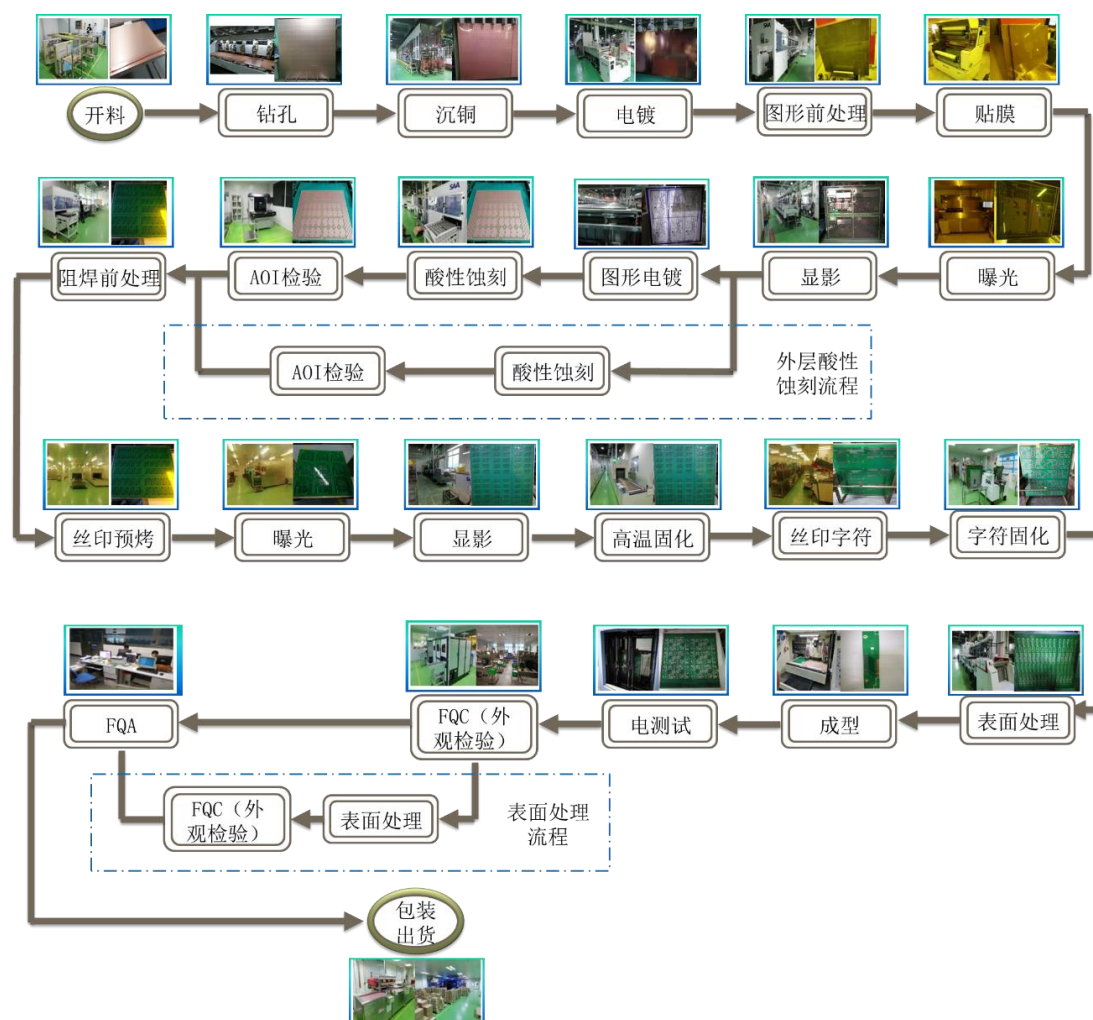 开料
钻孔
沉铜
电镀
图形前处理
贴膜
SAA
阻焊前处理
AOI检验
酸性蚀刻
图形电镀
显影
曝光
AOI检验
酸性蚀刻
外层酸性
蚀刻流程
丝印预烤
曝光
显影
高温固化
丝印字符
字符固化
FQA
FQC（外
观检验）
电测试
成型
表面处理
FQC（外
观检验）
表面处理
表面处理
流程
包装
出货